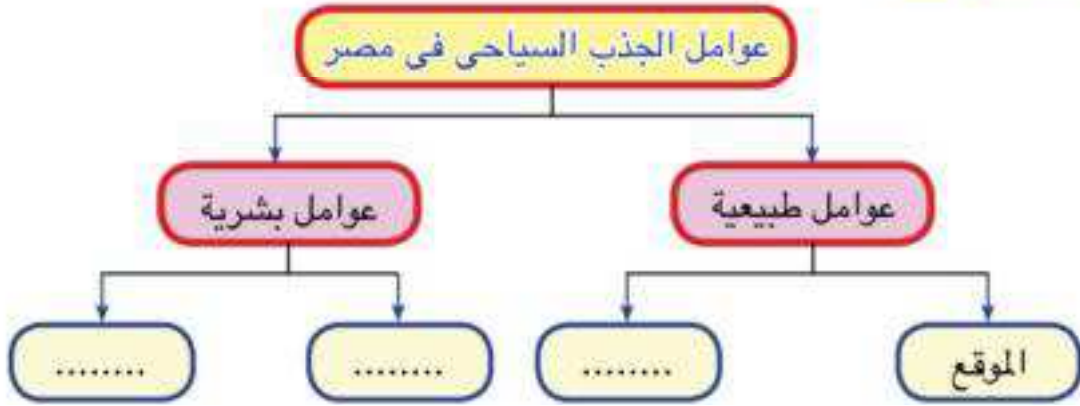 عوامل الجذب السياحى فى مصر
عوامل طبيعية
عوامل بشرية
الموقع
........
........
........